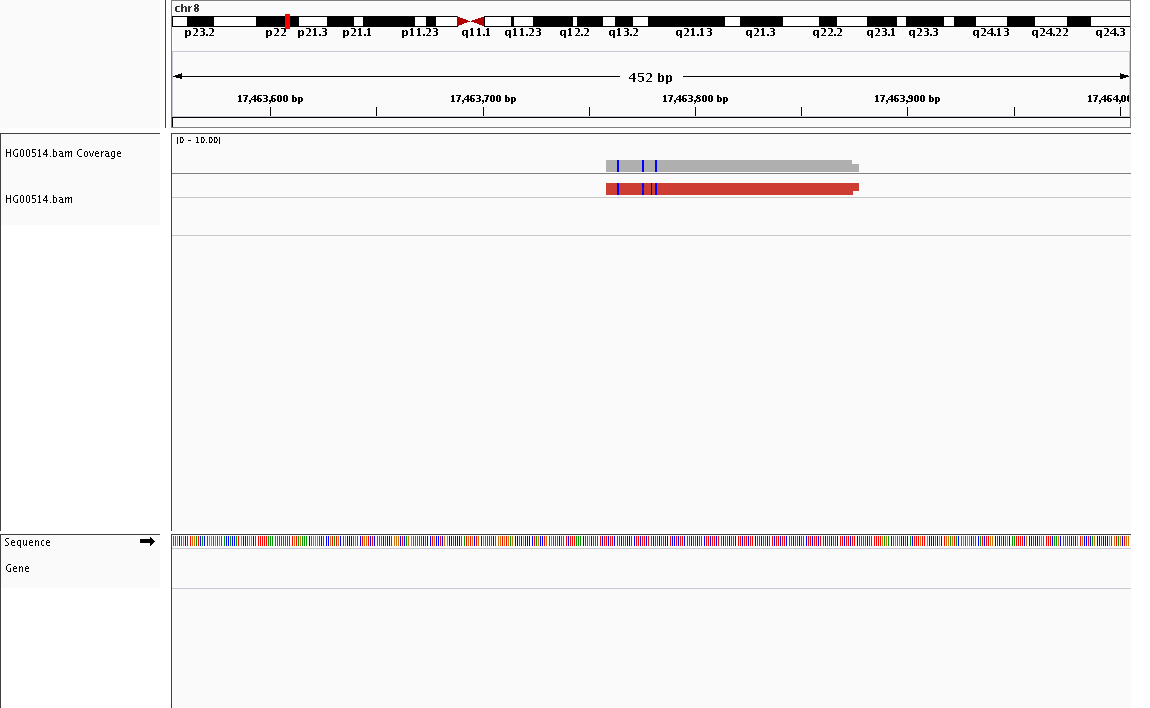 chr8
p23.2 p22 p21.3 p21.1 p11.23 q11.1 q11.23 q12.2 q13.2 q21.13 q21.3 q22.2 q23.1 q23.3 q24.13 q24.22 q24.3
452 bp
17,463,600 bp 17,463,700 bp 17,463,800 bp 17,463,900 bp 17,464,00
[0 - 10.00]
HG00514.bam Coverage
HG00514.bam
Sequence
Gene